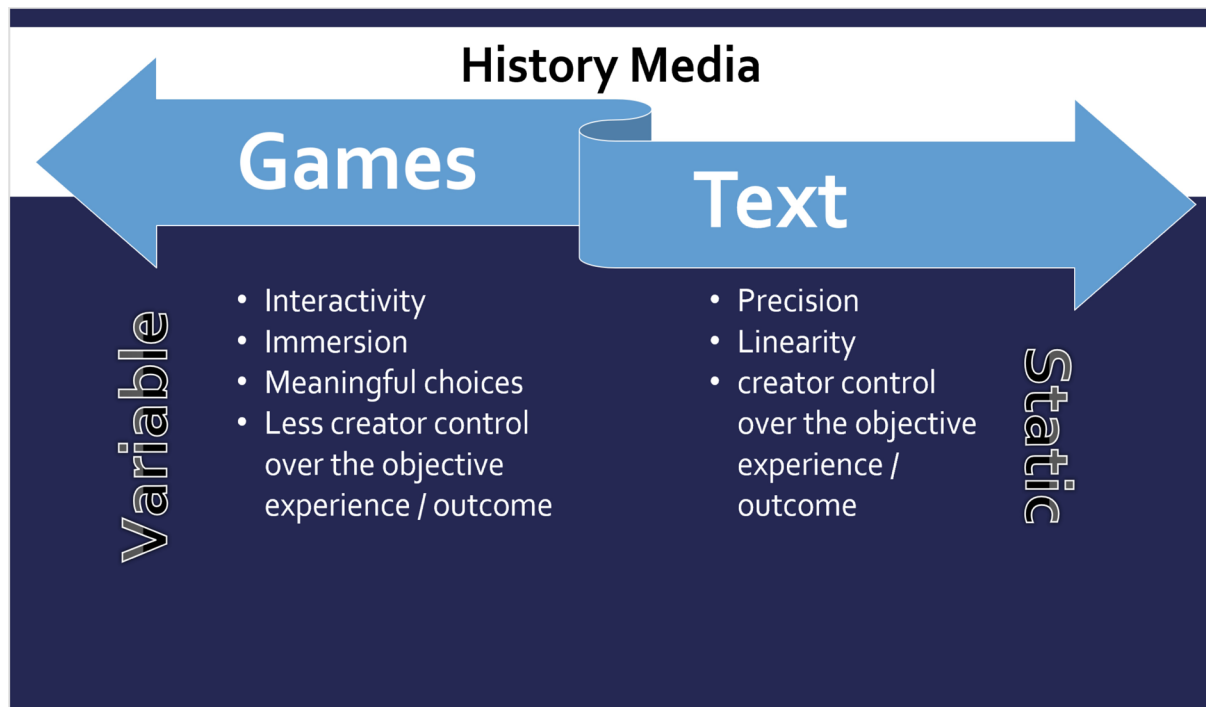 History Media
Games
Text
Variable
• Interactivity
• Immersion
• Meaningful choices
• Less creator control
over the objective
experience / outcome
• Precision
• Linearity
• creator control
over the objective
experience /
outcome
Static